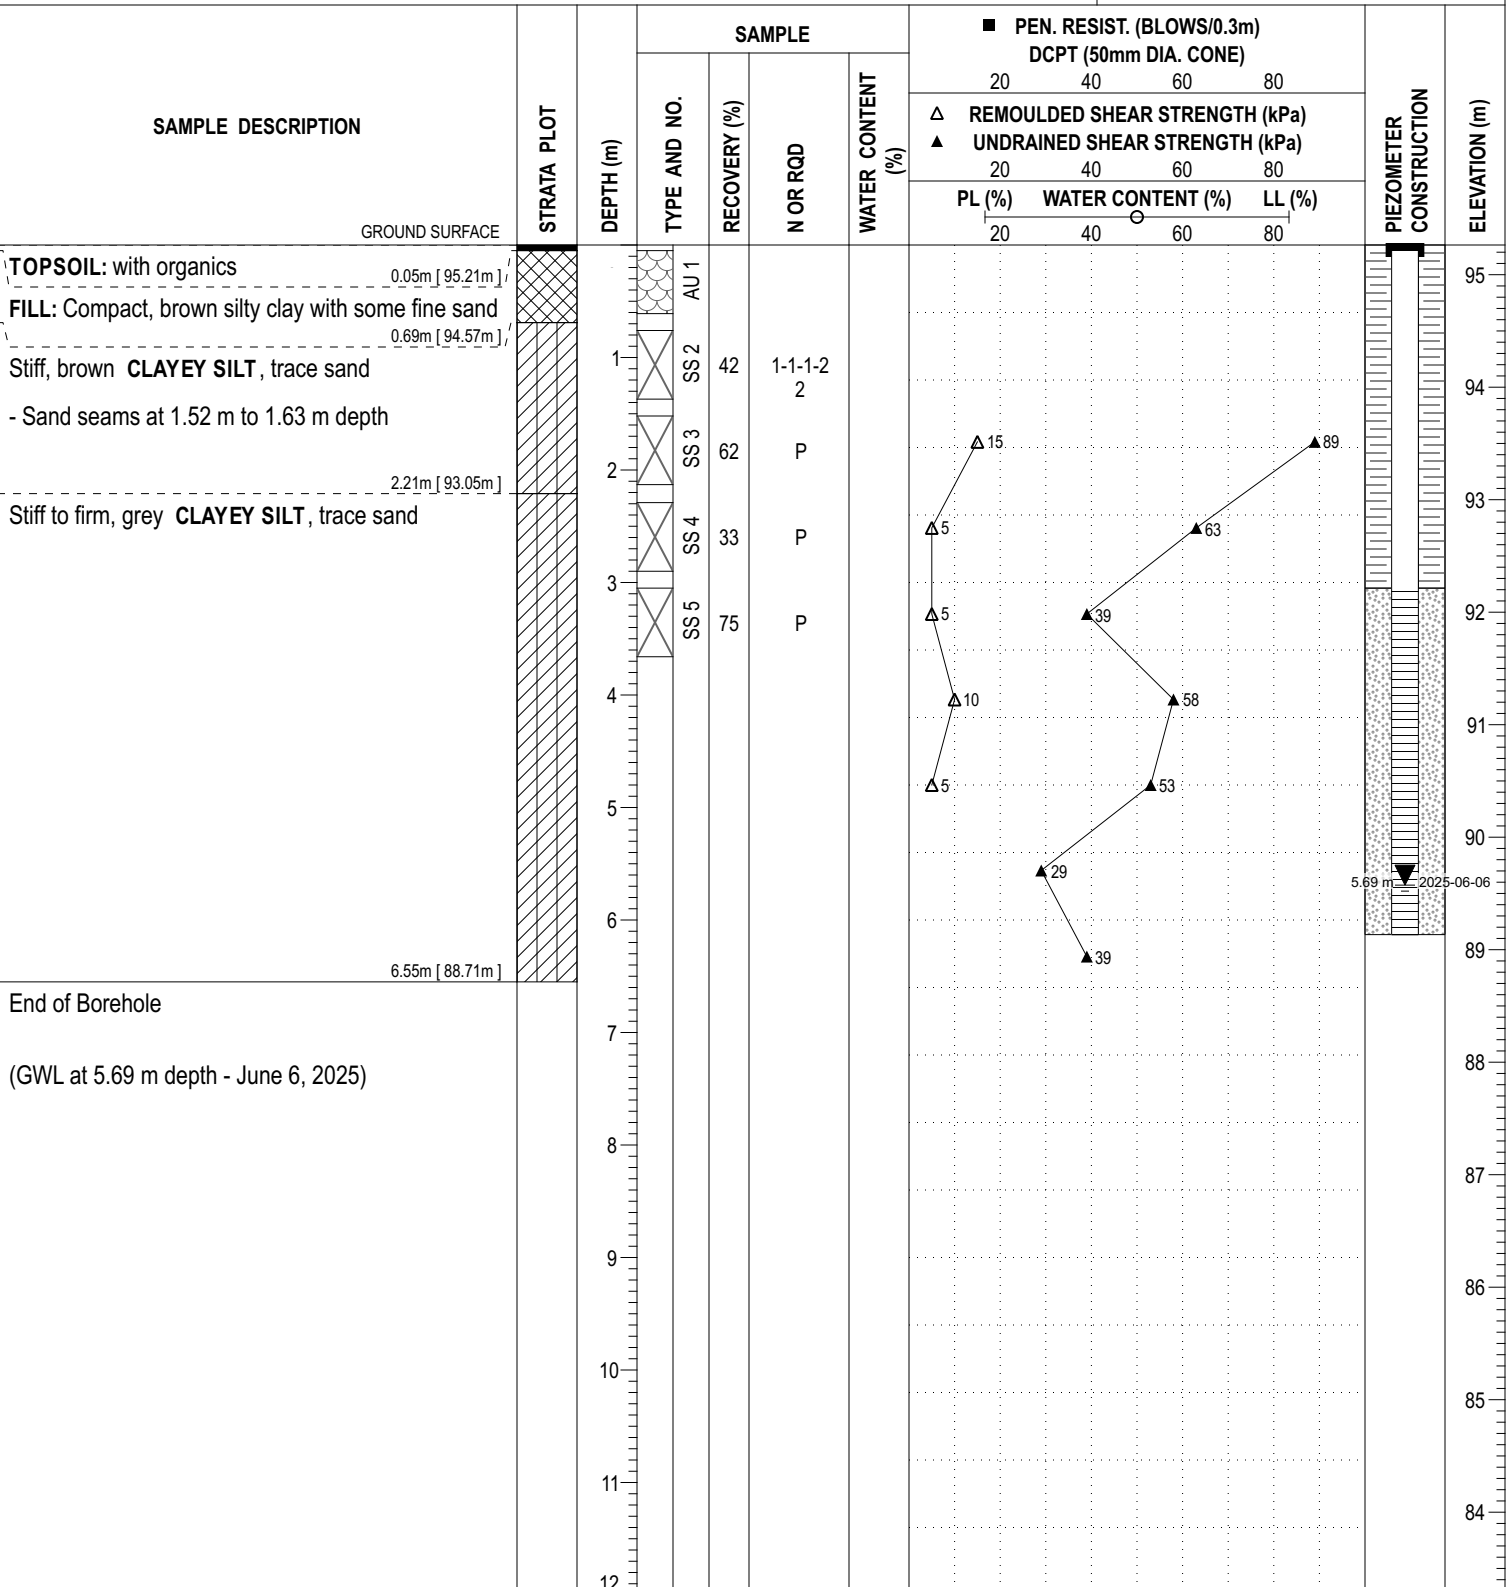 SAMPLE DESCRIPTION
GROUND SURFACE
STRATA PLOT
DEPTH (m)
SAMPLE
TYPE AND NO.
RECOVERY (%)
N OR RQD
WATER CONTENT (%)
■ PEN. RESIST. (BLOWS/0.3m)
DCPT (50mm DIA. CONE)
20 40 60 80
△ REMOULDED SHEAR STRENGTH (kPa)
▲ UNDRAINED SHEAR STRENGTH (kPa)
20 40 60 80
PL (%) WATER CONTENT (%) LL (%)
20 40 60 80
PIEZOMETER CONSTRUCTION
ELEVATION (m)
TOPSOIL: with organics
0.05m [ 95.21m ]
FILL: Compact, brown silty clay with some fine sand
0.69m [ 94.57m ]
Stiff, brown CLAYEY SILT, trace sand
- Sand seams at 1.52 m to 1.63 m depth
2.21m [ 93.05m ]
Stiff to firm, grey CLAYEY SILT, trace sand
6.55m [ 88.71m ]
End of Borehole
(GWL at 5.69 m depth - June 6, 2025)
1
2
3
4
5
6
7
8
9
10
11
12
AU 1
SS 2 42 1-1-1-2
2
SS 3 62 P
SS 4 33 P
SS 5 75 P
15 89
5 63
5 39
10 58
5 53
29
39
5.69 m 2025-06-06
95
94
93
92
91
90
89
88
87
86
85
84